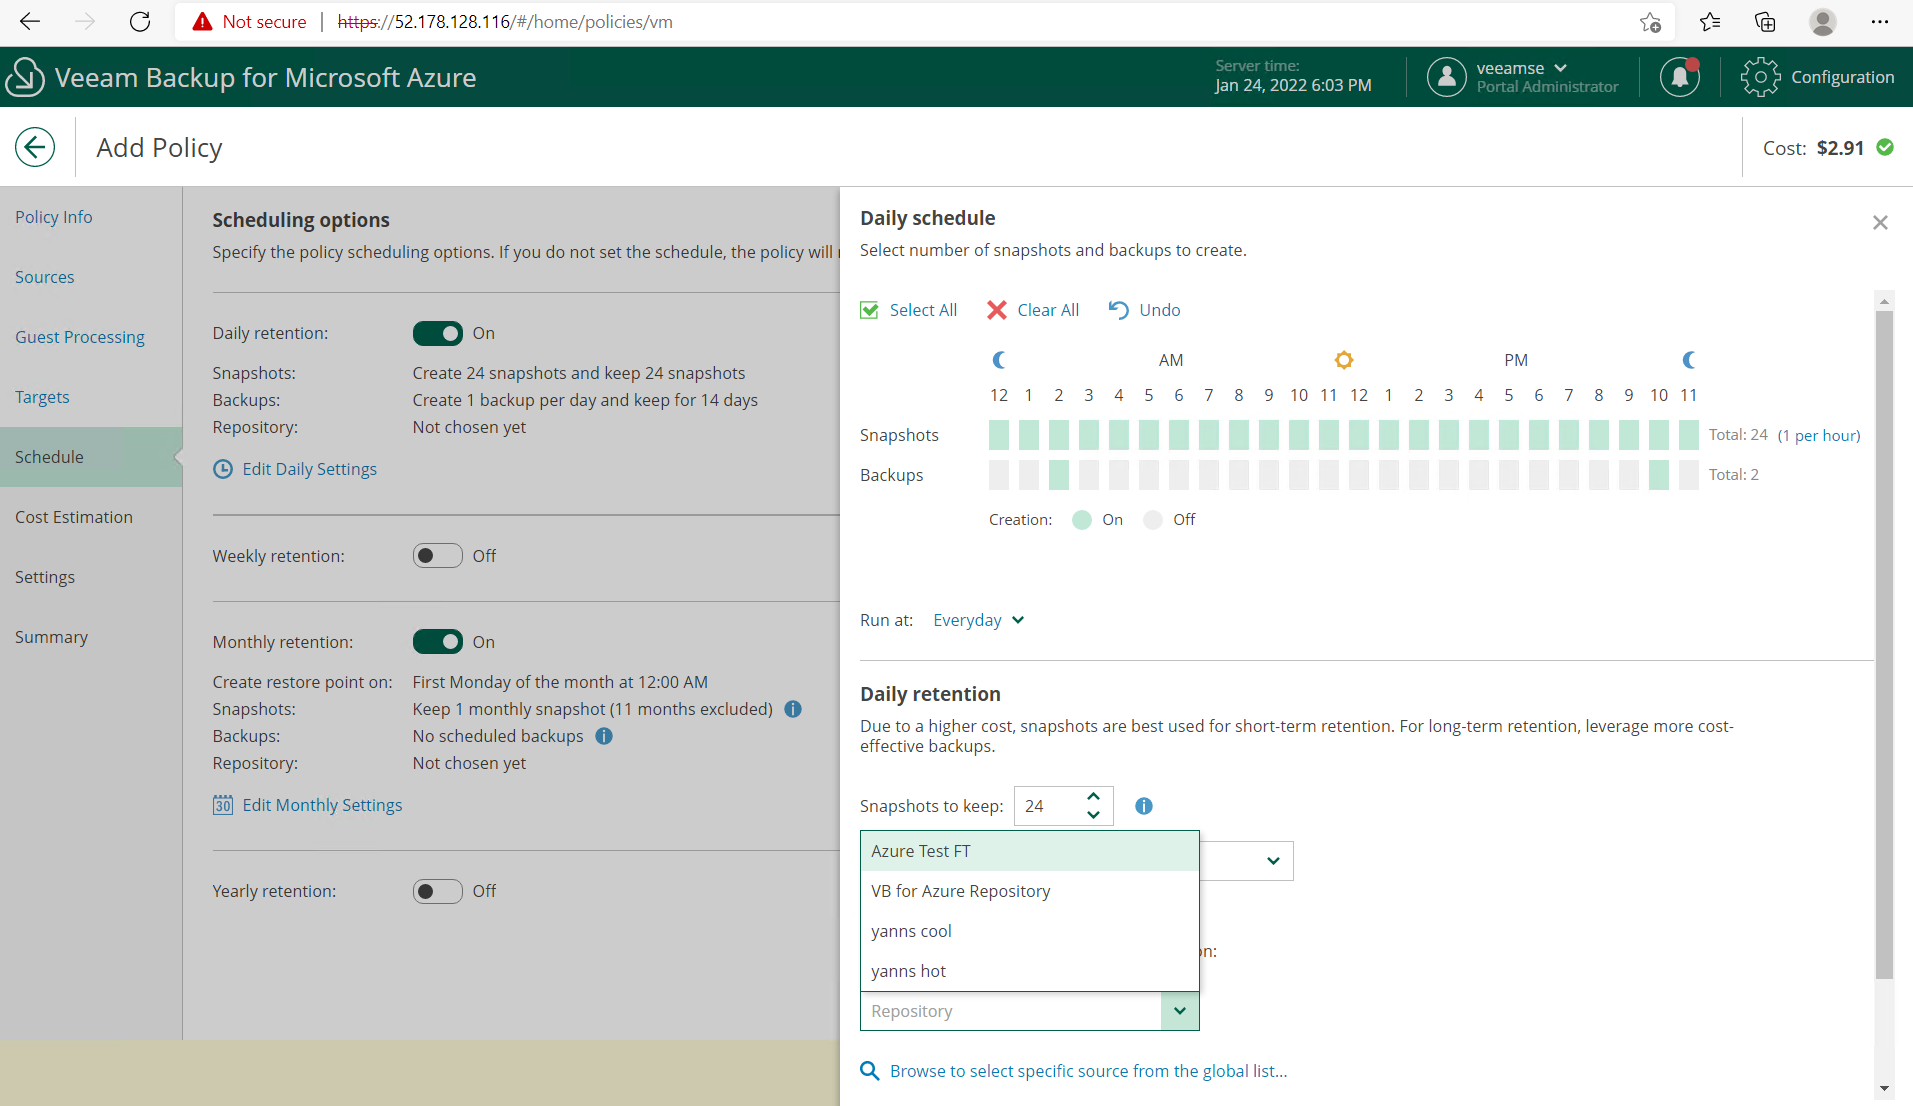 Not secure | https://52.178.128.116/#/home/policies/vm
Veeam Backup for Microsoft Azure
Server time:
Jan 24, 2022 6:03 PM
veeamse
Portal Administrator
Configuration
Add Policy
Cost: $2.91
Policy Info
Sources
Guest Processing
Targets
Schedule
Cost Estimation
Settings
Summary
Scheduling options
Specify the policy scheduling options. If you do not set the schedule, the policy will
Daily retention: On
Snapshots: Create 24 snapshots and keep 24 snapshots
Backups: Create 1 backup per day and keep for 14 days
Repository: Not chosen yet
Edit Daily Settings
Weekly retention: Off
Monthly retention: On
Create restore point on: First Monday of the month at 12:00 AM
Snapshots: Keep 1 monthly snapshot (11 months excluded)
Backups: No scheduled backups
Repository: Not chosen yet
30 Edit Monthly Settings
Yearly retention: Off
Daily schedule
Select number of snapshots and backups to create.
Select All Clear All Undo
AM PM
12 1 2 3 4 5 6 7 8 9 10 11 12 1 2 3 4 5 6 7 8 9 10 11
Snapshots Total: 24 (1 per hour)
Backups Total: 2
Creation: On Off
Run at: Everyday
Daily retention
Due to a higher cost, snapshots are best used for short-term retention. For long-term retention, leverage more cost-
effective backups.
Snapshots to keep: 24
Azure Test FT
VB for Azure Repository
yanns cool
yanns hot
on:
Repository
Browse to select specific source from the global list...